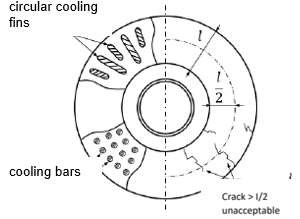 circular cooling
fins
l
l
2
cooling bars
l
Crack > l/2
unacceptable